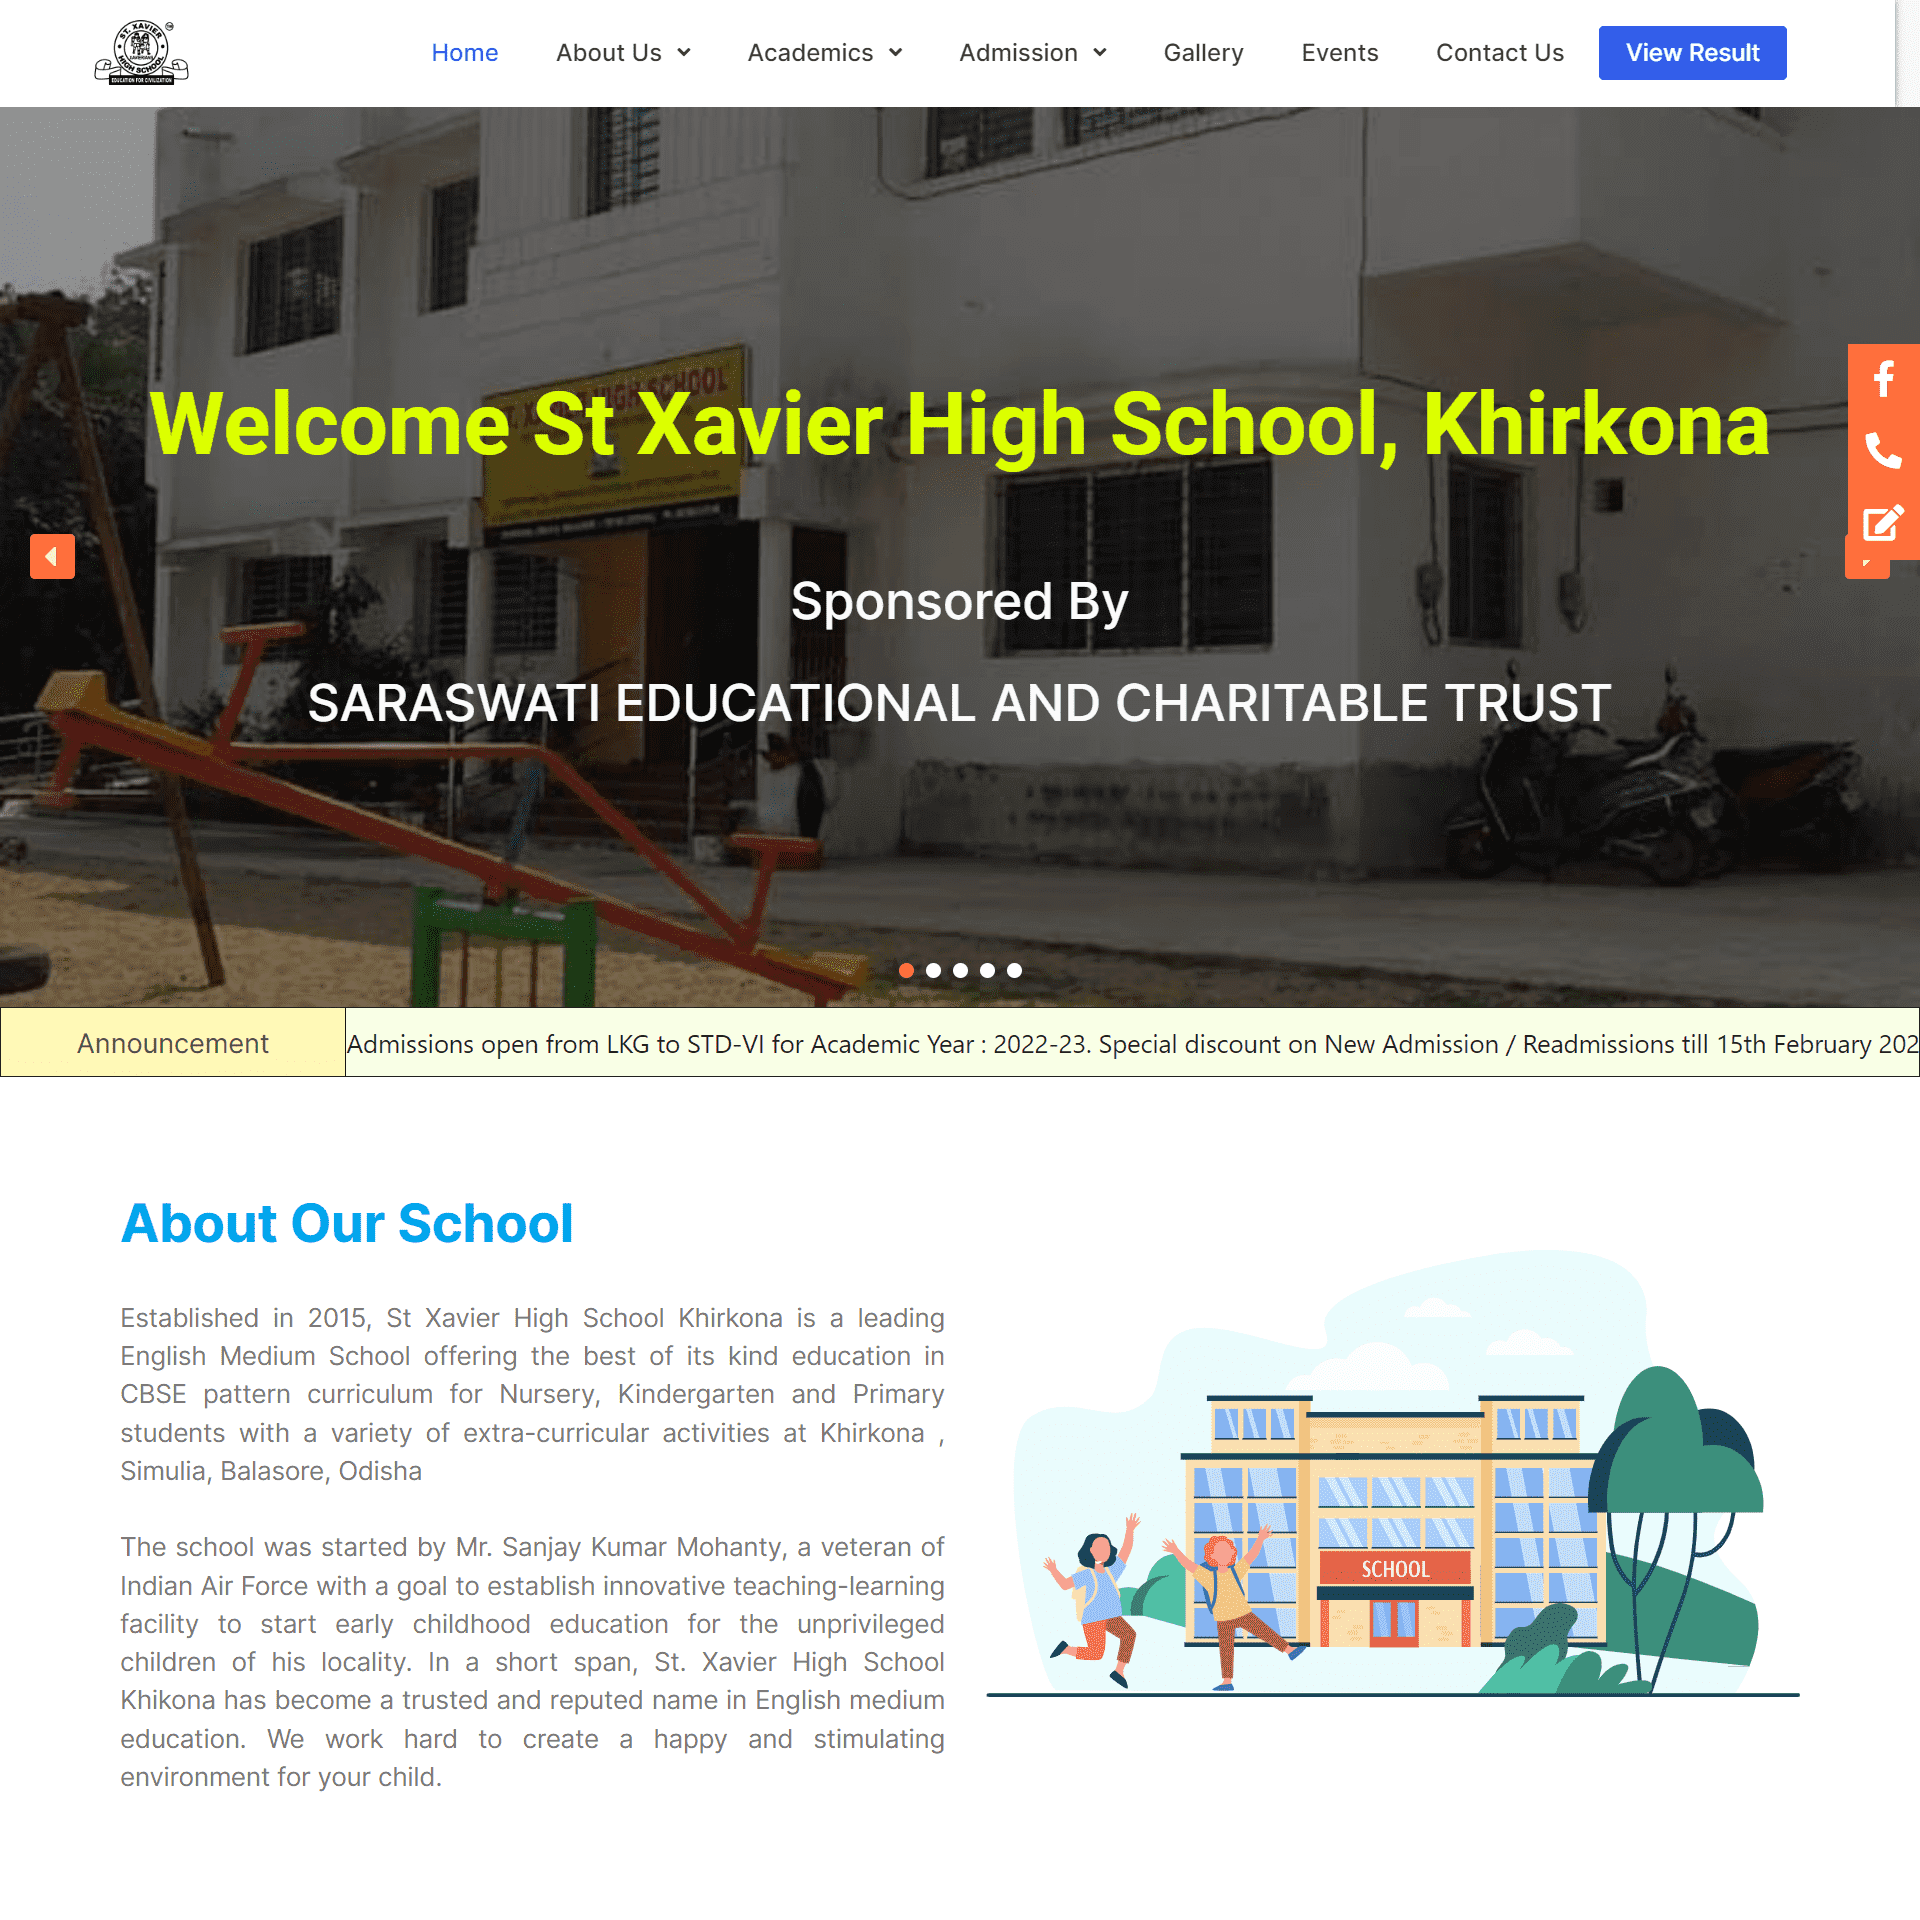 ST. XAVIER
HIGH SCHOOL
EDUCATION FOR CIVILIZATION
Home
About Us
Academics
Admission
Gallery
Events
Contact Us
View Result
HIGH SCHOOL
Welcome St Xavier High School, Khirkona
Sponsored By
SARASWATI EDUCATIONAL AND CHARITABLE TRUST
Announcement
Admissions open from LKG to STD-VI for Academic Year : 2022-23. Special discount on New Admission / Readmissions till 15th February 202
About Our School
Established in 2015, St Xavier High School Khirkona is a leading
English Medium School offering the best of its kind education in
CBSE pattern curriculum for Nursery, Kindergarten and Primary
students with a variety of extra-curricular activities at Khirkona ,
Simulia, Balasore, Odisha
The school was started by Mr. Sanjay Kumar Mohanty, a veteran of
Indian Air Force with a goal to establish innovative teaching-learning
facility to start early childhood education for the unprivileged
children of his locality. In a short span, St. Xavier High School
Khikona has become a trusted and reputed name in English medium
education. We work hard to create a happy and stimulating
environment for your child.
SCHOOL